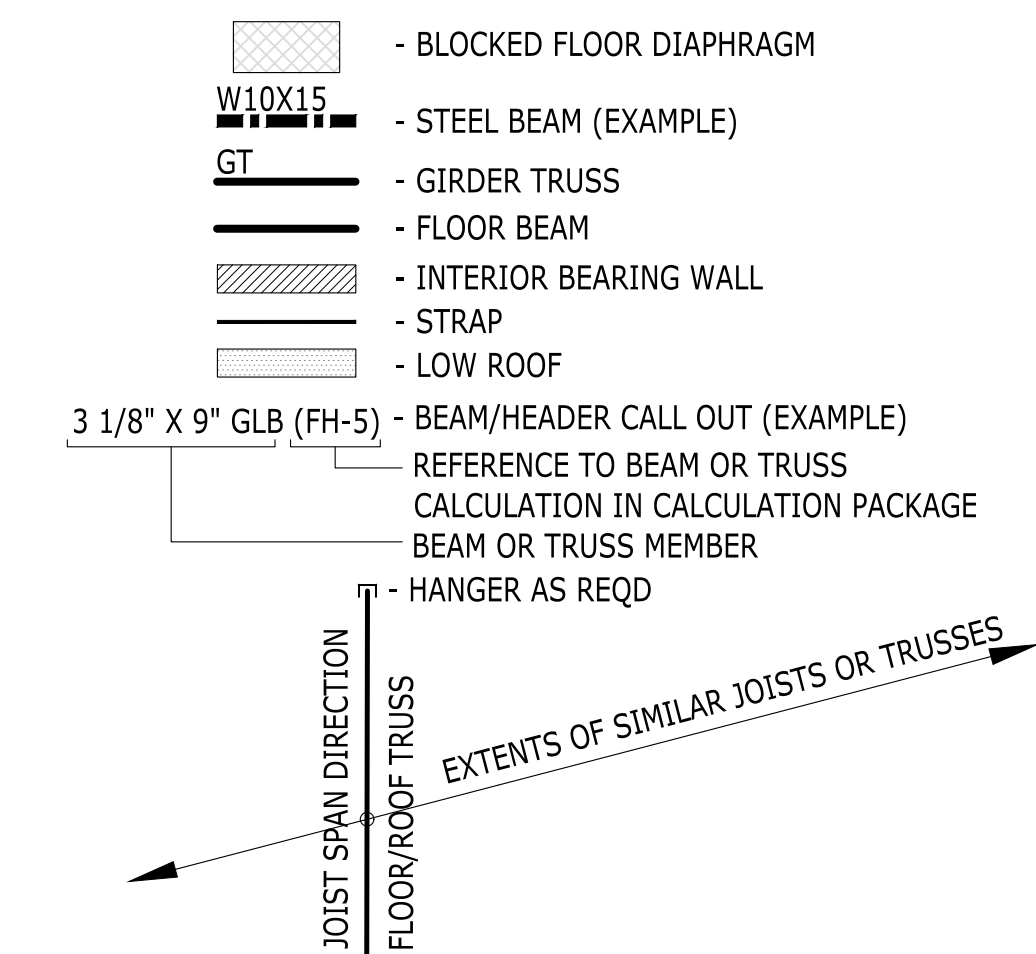 - BLOCKED FLOOR DIAPHRAGM
W10X15
- STEEL BEAM (EXAMPLE)
GT
- GIRDER TRUSS
- FLOOR BEAM
- INTERIOR BEARING WALL
- STRAP
- LOW ROOF
3 1/8" X 9" GLB (FH-5) - BEAM/HEADER CALL OUT (EXAMPLE)
REFERENCE TO BEAM OR TRUSS
CALCULATION IN CALCULATION PACKAGE
BEAM OR TRUSS MEMBER
- HANGER AS REQD
JOIST SPAN DIRECTION
FLOOR/ROOF TRUSS
EXTENTS OF SIMILAR JOISTS OR TRUSSES